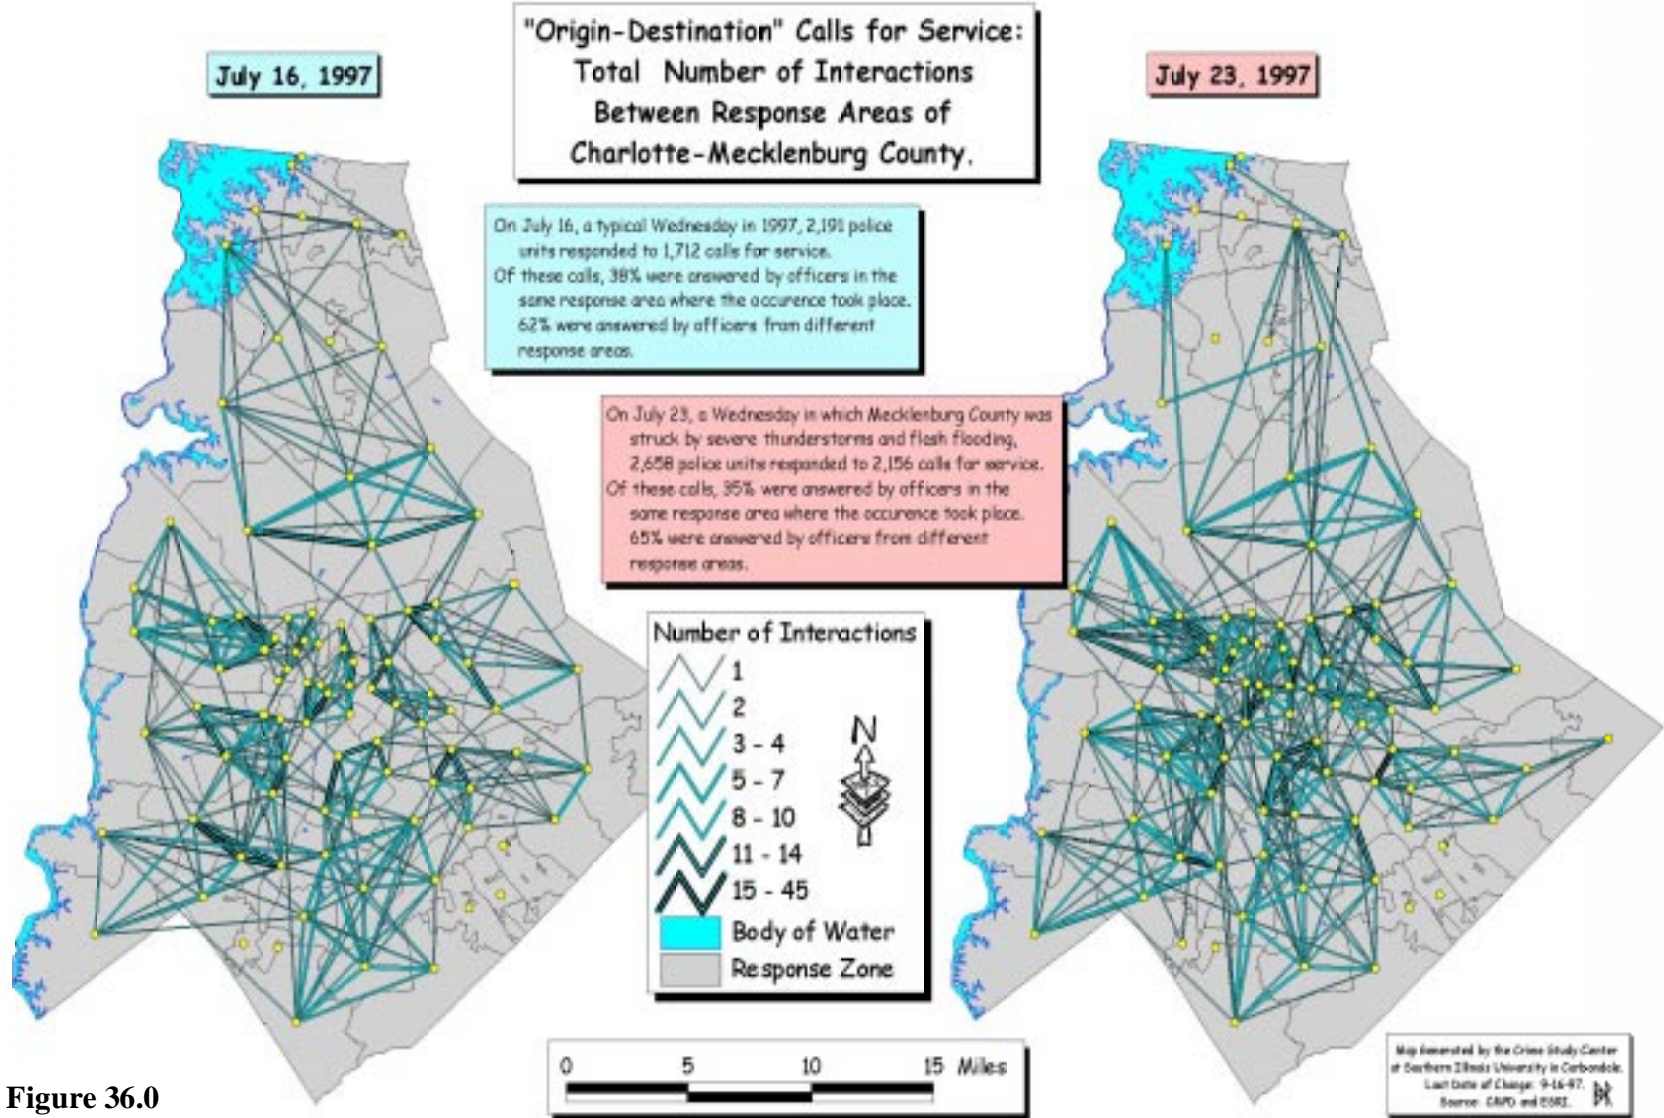 "Origin-Destination" Calls for Service:
Total Number of Interactions
Between Response Areas of
Charlotte-Mecklenburg County.
July 16, 1997
July 23, 1997
On July 16, a typical Wednesday in 1997, 2,191 police
units responded to 1,712 calls for service.
Of these calls, 38% were answered by officers in the
same response area where the occurence took place.
62% were answered by officers from different
response areas.
On July 23, a Wednesday in which Mecklenburg County was
struck by severe thunderstorms and flash flooding,
2,658 police units responded to 2,156 calls for service.
Of these calls, 35% were answered by officers in the
same response area where the occurence took place.
65% were answered by officers from different
response areas.
Number of Interactions
1
2
3 - 4
5 - 7
8 - 10
11 - 14
15 - 45
Body of Water
Response Zone
N
0 5 10 15 Miles
Map Generated by the Crime Study Center
at Southern Illinois University in Carbondale.
Last Date of Change: 9-16-97.
Source: CMPD and ESRI.
Figure 36.0